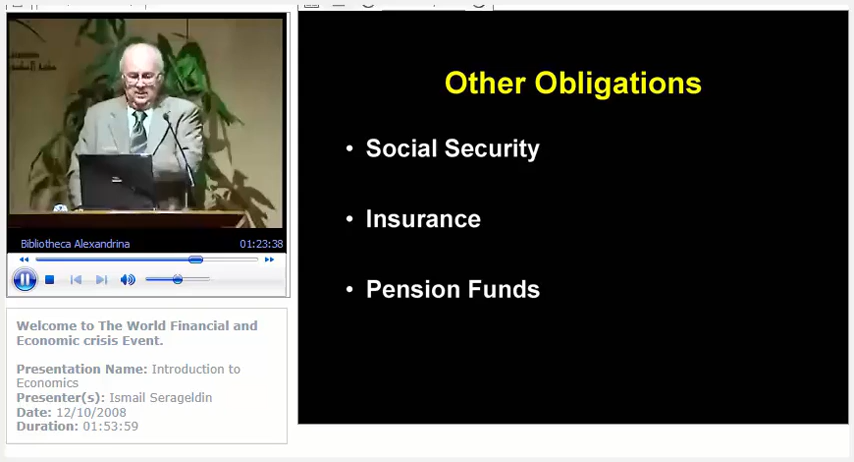 Other Obligations
• Social Security
• Insurance
• Pension Funds
Bibliotheca Alexandrina 01:23:38
Welcome to The World Financial and
Economic crisis Event.
Presentation Name: Introduction to
Economics
Presenter(s): Ismail Serageldin
Date: 12/10/2008
Duration: 01:53:59